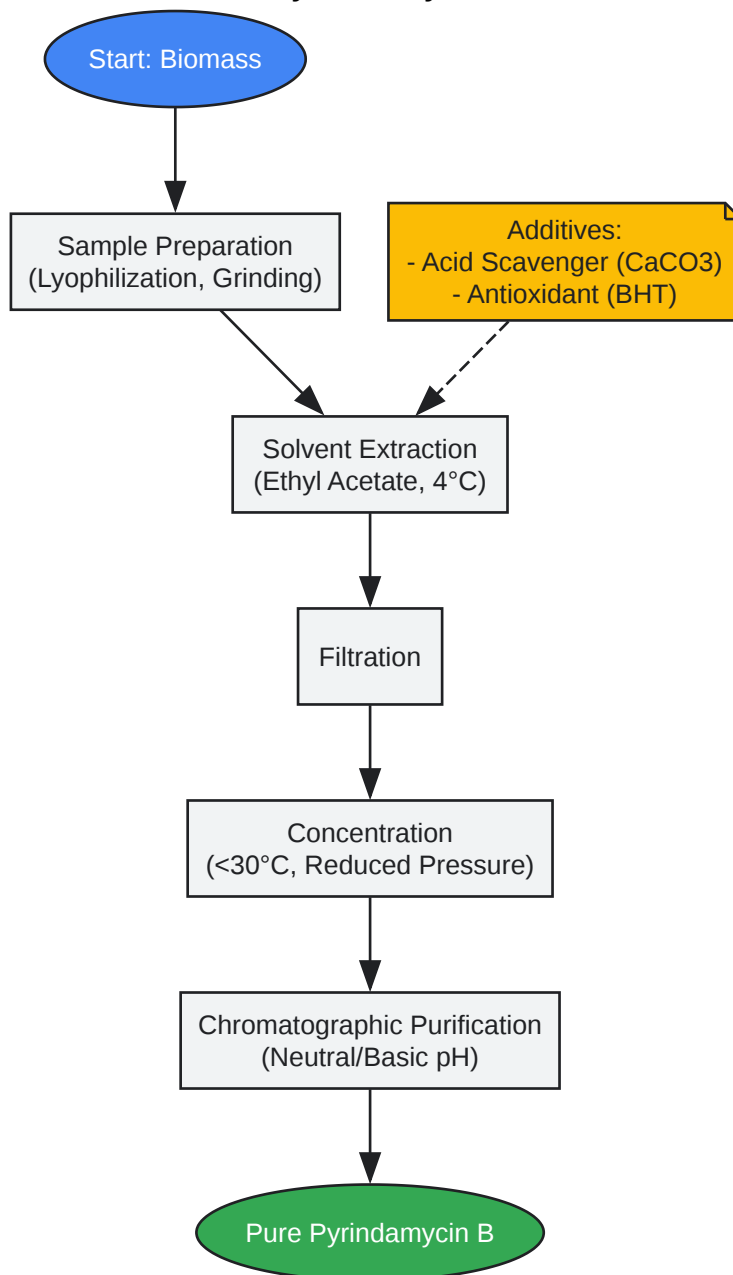 Start: Biomass
Sample Preparation
(Lyophilization, Grinding)
Additives:
- Acid Scavenger (CaCO3)
- Antioxidant (BHT)
Solvent Extraction
(Ethyl Acetate, 4°C)
Filtration
Concentration
(<30°C, Reduced Pressure)
Chromatographic Purification
(Neutral/Basic pH)
Pure Pyrindamycin B